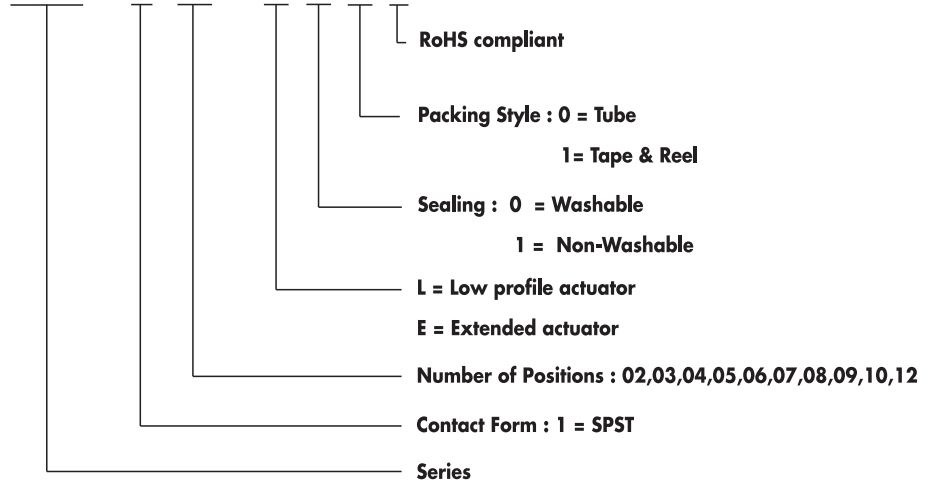 RoHS compliant
Packing Style : 0 = Tube
1= Tape & Reel
Sealing : 0 = Washable
1 = Non-Washable
L = Low profile actuator
E = Extended actuator
Number of Positions : 02,03,04,05,06,07,08,09,10,12
Contact Form : 1 = SPST
Series